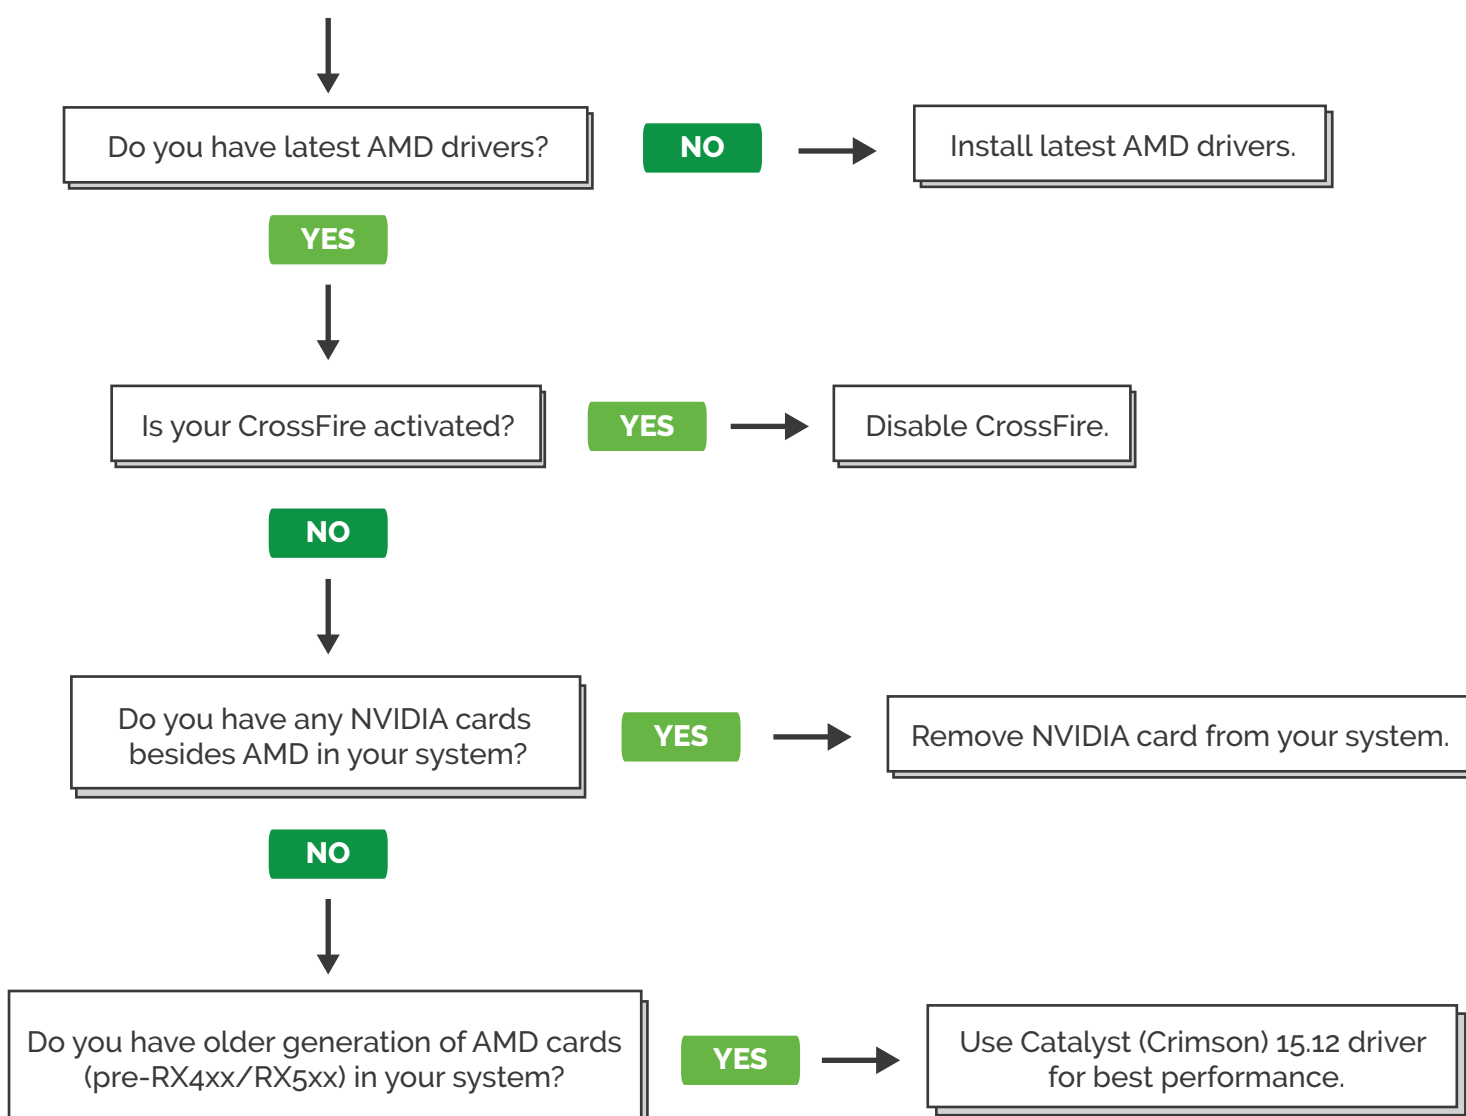 Do you have latest AMD drivers?
NO
Install latest AMD drivers.
YES
Is your CrossFire activated?
YES
Disable CrossFire.
NO
Do you have any NVIDIA cards
besides AMD in your system?
YES
Remove NVIDIA card from your system.
NO
Do you have older generation of AMD cards
(pre-RX4xx/RX5xx) in your system?
YES
Use Catalyst (Crimson) 15.12 driver
for best performance.